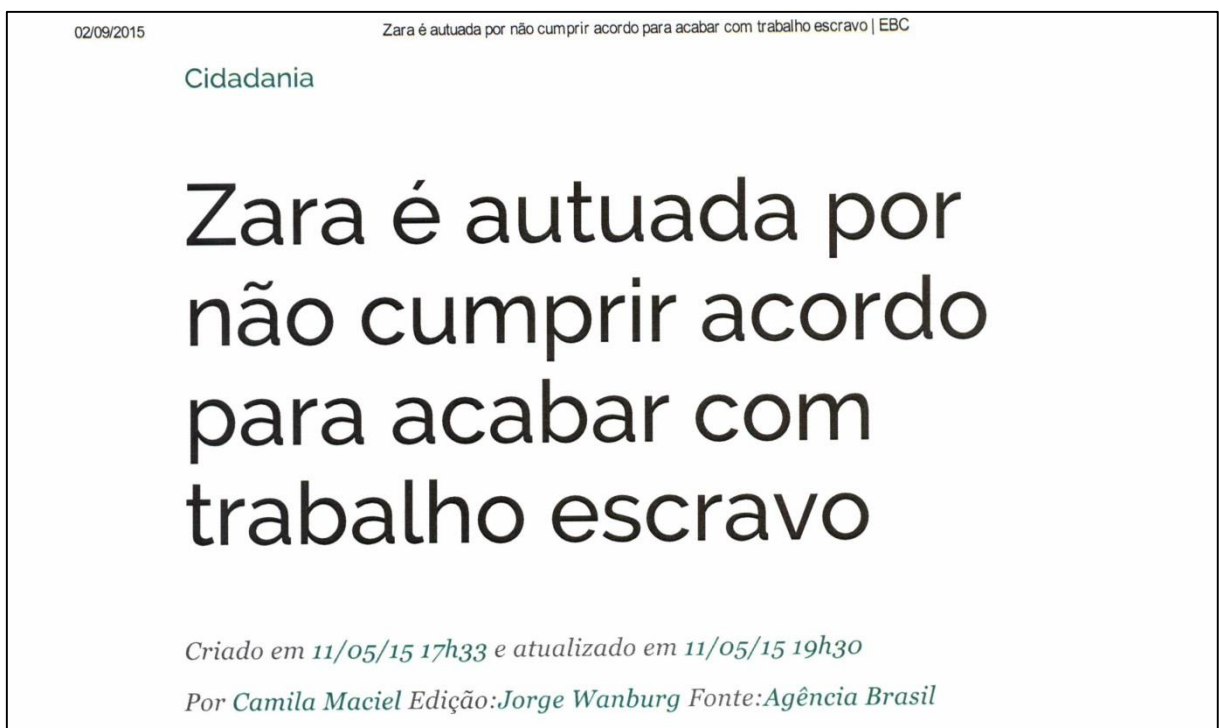 02/09/2015 Zara é autuada por não cumprir acordo para acabar com trabalho escravo | EBC
Cidadania
Zara é autuada por
não cumprir acordo
para acabar com
trabalho escravo
Criado em 11/05/15 17h33 e atualizado em 11/05/15 19h30
Por Camila Maciel Edição:Jorge Wanburg Fonte:Agência Brasil